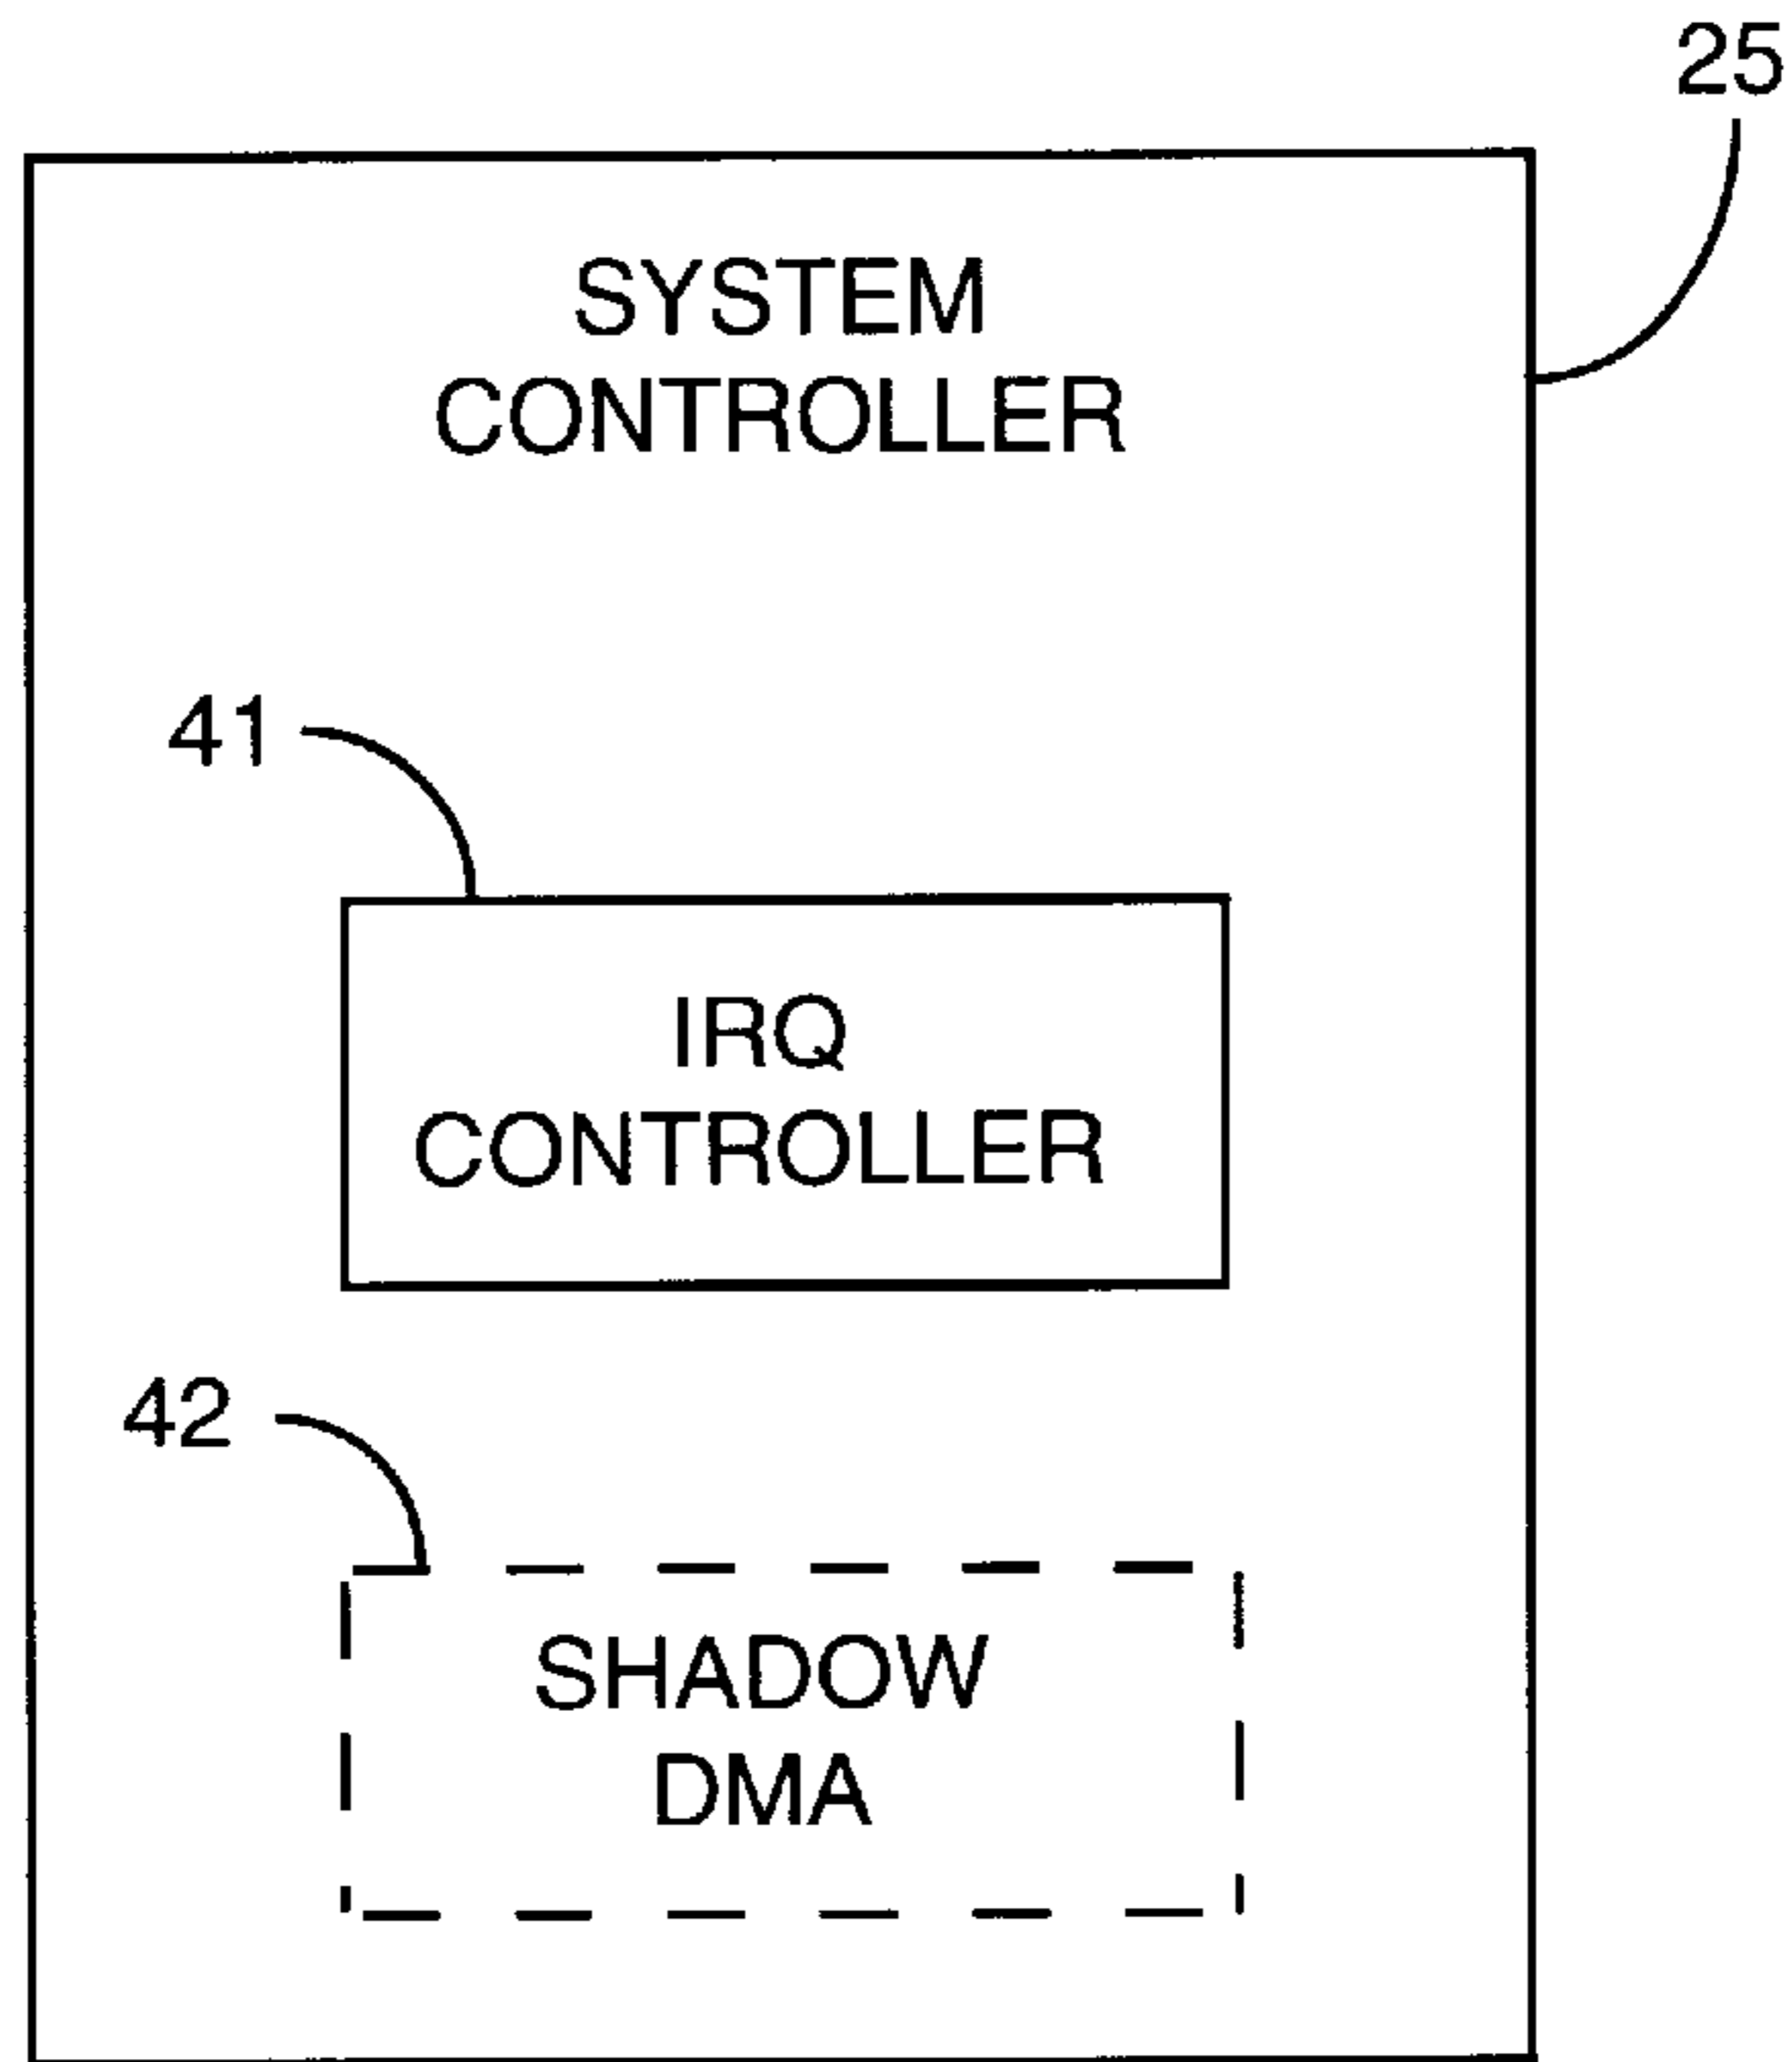 25
SYSTEM
CONTROLLER
41
IRQ
CONTROLLER
42
SHADOW
DMA